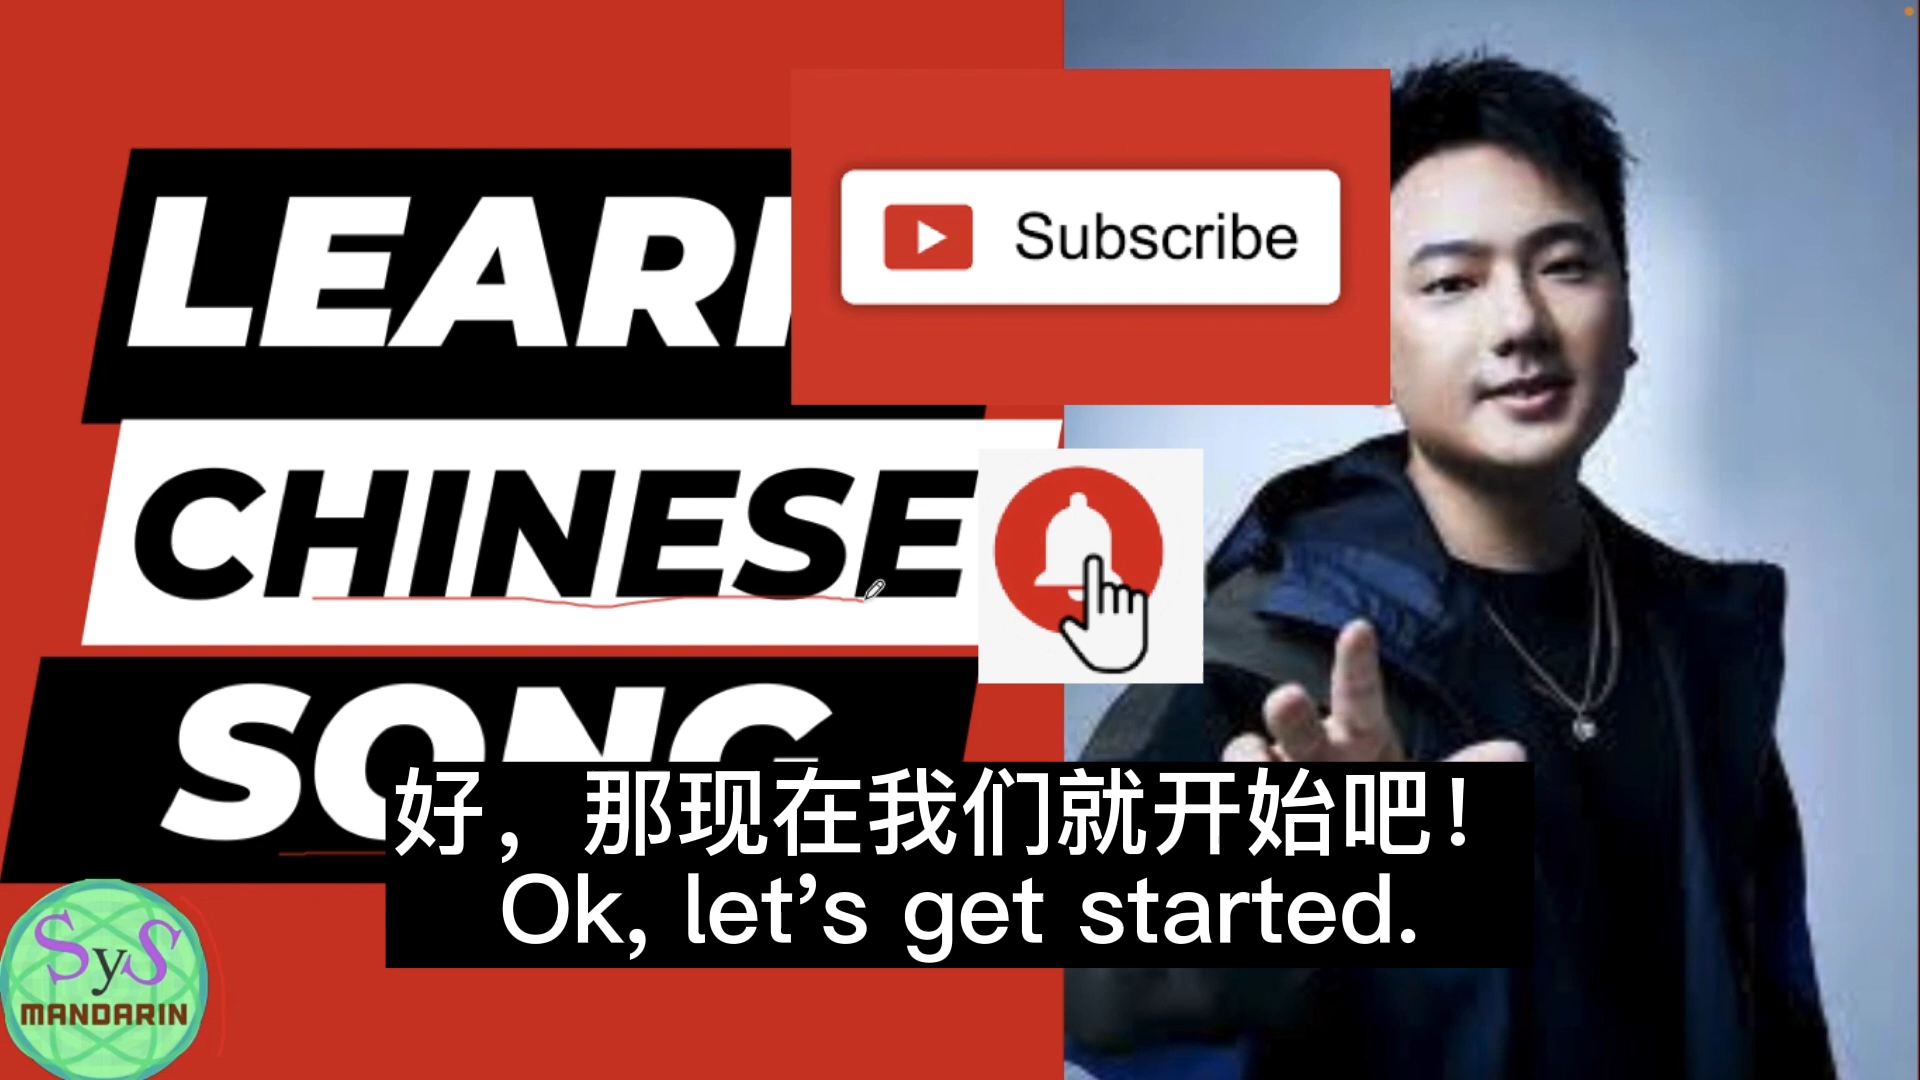 LEAR
Subscribe
CHINESE
SONG
好，那现在我们就开始吧！
Ok, let’s get started.
SyS
MANDARIN